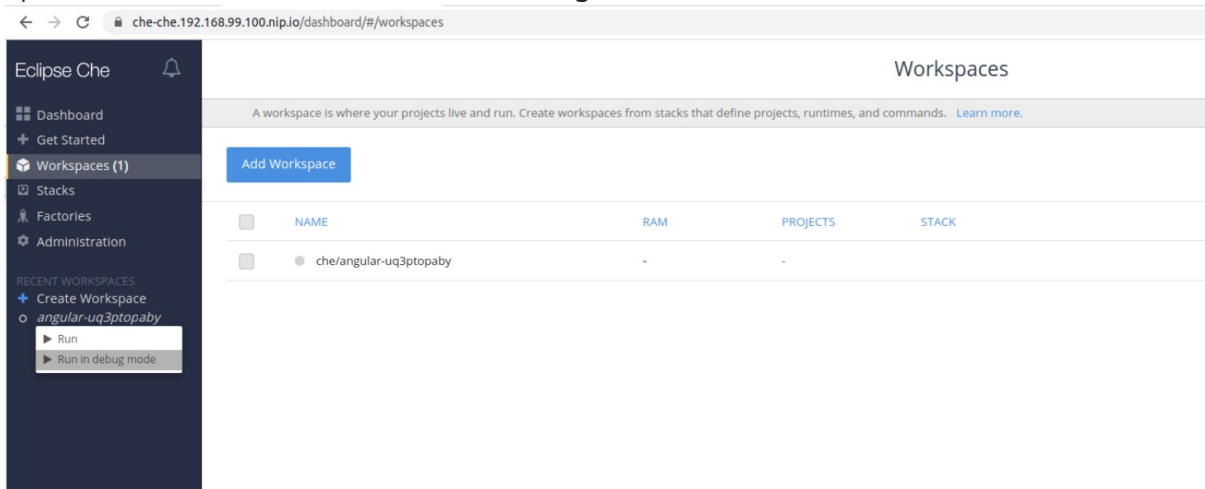 che-che.192.168.99.100.nip.io/dashboard/#/workspaces
Eclipse Che
Workspaces
Dashboard
Get Started
Workspaces (1)
Stacks
Factories
Administration
A workspace is where your projects live and run. Create workspaces from stacks that define projects, runtimes, and commands. Learn more.
Add Workspace
NAME RAM PROJECTS STACK
che/angular-uq3ptopaby - -
RECENT WORKSPACES
Create Workspace
angular-uq3ptopaby
Run
Run in debug mode